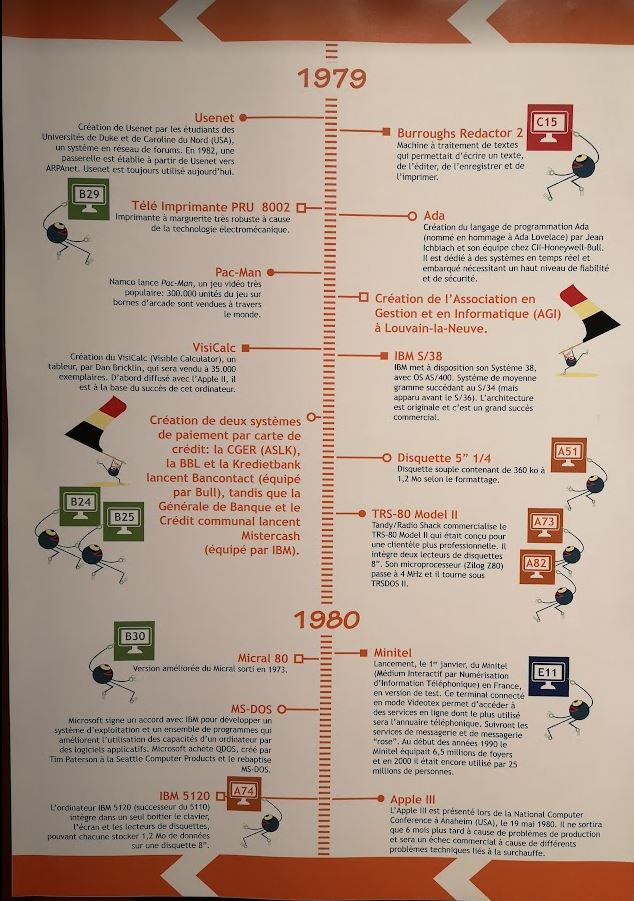 1979
Usenet
Création de Usenet par les étudiants des
Universités de Duke et de Caroline du Nord (USA),
un système en réseau de forums. En 1982, une
passerelle est établie à partir de Usenet vers
ARPAnet. Usenet est toujours utilisé aujourd'hui.
C15
Burroughs Redactor 2
Machine à traitement de textes
qui permettait d'écrire un texte,
de l'éditer, de l'enregistrer et de
l'imprimer.
B29
Télé Imprimante PRU 8002
Imprimante à marguerite très robuste à cause
de la technologie électromécanique.
Ada
Création du langage de programmation Ada
(nommé en hommage à Ada Lovelace) par Jean
Ichbiach et son équipe chez CII-Honeywell-Bull.
Il est dédié à des systèmes en temps réel et
embarqué nécessitant un haut niveau de fiabilité
et de sécurité.
Pac-Man
Namco lance Pac-Man, un jeu vidéo très
populaire: 300.000 unités du jeu sur
bornes d'arcade sont vendues à travers
le monde.
Création de l'Association en
Gestion et en Informatique (AGI)
à Louvain-la-Neuve.
VisiCalc
Création du VisiCalc (Visible Calculator), un
tableur, par Dan Bricklin, qui sera vendu à 35.000
exemplaires. D'abord diffusé avec l'Apple II, il
est à la base du succès de cet ordinateur.
IBM S/38
IBM met à disposition son Système 38,
avec OS AS/400. Système de moyenne
gramme succédant au S/34 (mais
apparu avant le S/36). L'architecture
est originale et c'est un grand succès
commercial.
Création de deux systèmes
de paiement par carte de
crédit: la CGER (ASLK),
la BBL et la Kredietbank
lancent Bancontact (équipé
par Bull), tandis que la
Générale de Banque et le
Crédit communal lancent
Mistercash
(équipé par IBM).
B24
B25
A51
Disquette 5" 1/4
Disquette souple contenant de 360 ko à
1,2 Mo selon le formattage.
A73
A82
TRS-80 Model II
Tandy/Radio Shack commercialise le
TRS-80 Model II qui était conçu pour
une clientèle plus professionnelle. Il
intègre deux lecteurs de disquettes
8". Son microprocesseur (Zilog Z80)
passe à 4 MHz et il tourne sous
TRSDOS II.
1980
B30
Micral 80
Version améliorée du Micral sorti en 1973.
Minitel
Lancement, le 1er janvier, du Minitel
(Médium Interactif par Numérisation
d'Information Téléphonique) en France,
en version de test. Ce terminal connecté
en mode Videotex permet d'accéder à
des services en ligne dont le plus utilisé
sera l'annuaire téléphonique. Suivront les
services de messagerie et de messagerie
"rose". Au début des années 1990 le
Minitel équipait 6,5 millions de foyers
et en 2000 il était encore utilisé par 25
millions de personnes.
E11
MS-DOS
Microsoft signe un accord avec IBM pour développer un
système d'exploitation et un ensemble de programmes qui
améliorent l'utilisation des capacités d'un ordinateur par
des logiciels applicatifs. Microsoft achète QDOS, créé par
Tim Paterson à la Seattle Computer Products et le rebaptise
MS-DOS.
IBM 5120
A74
L'ordinateur IBM 5120 (successeur du 5110)
intègre dans un seul boitier le clavier,
l'écran et les lecteurs de disquettes,
pouvant chacune stocker 1,2 Mo de données
sur une disquette 8".
Apple III
L'Apple III est présenté lors de la National Computer
Conference à Anaheim (USA), le 19 mai 1980. Il ne sortira
que 6 mois plus tard à cause de problèmes de production
et sera un échec commercial à cause de différents
problèmes techniques liés à la surchauffe.